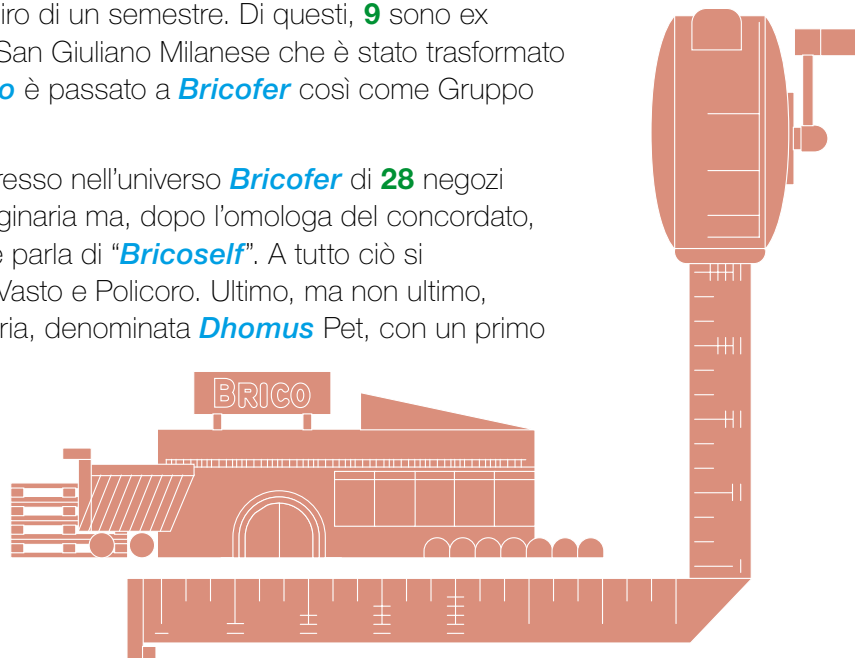 iro di un semestre. Di questi, 9 sono ex
San Giuliano Milanese che è stato trasformato
o è passato a Bricofer così come Gruppo
resso nell'universo Bricofer di 28 negozi
ginaria ma, dopo l'omologa del concordato,
e parla di “Bricoself”. A tutto ciò si
Vasto e Policoro. Ultimo, ma non ultimo,
ria, denominata Dhomus Pet, con un primo
BRICO